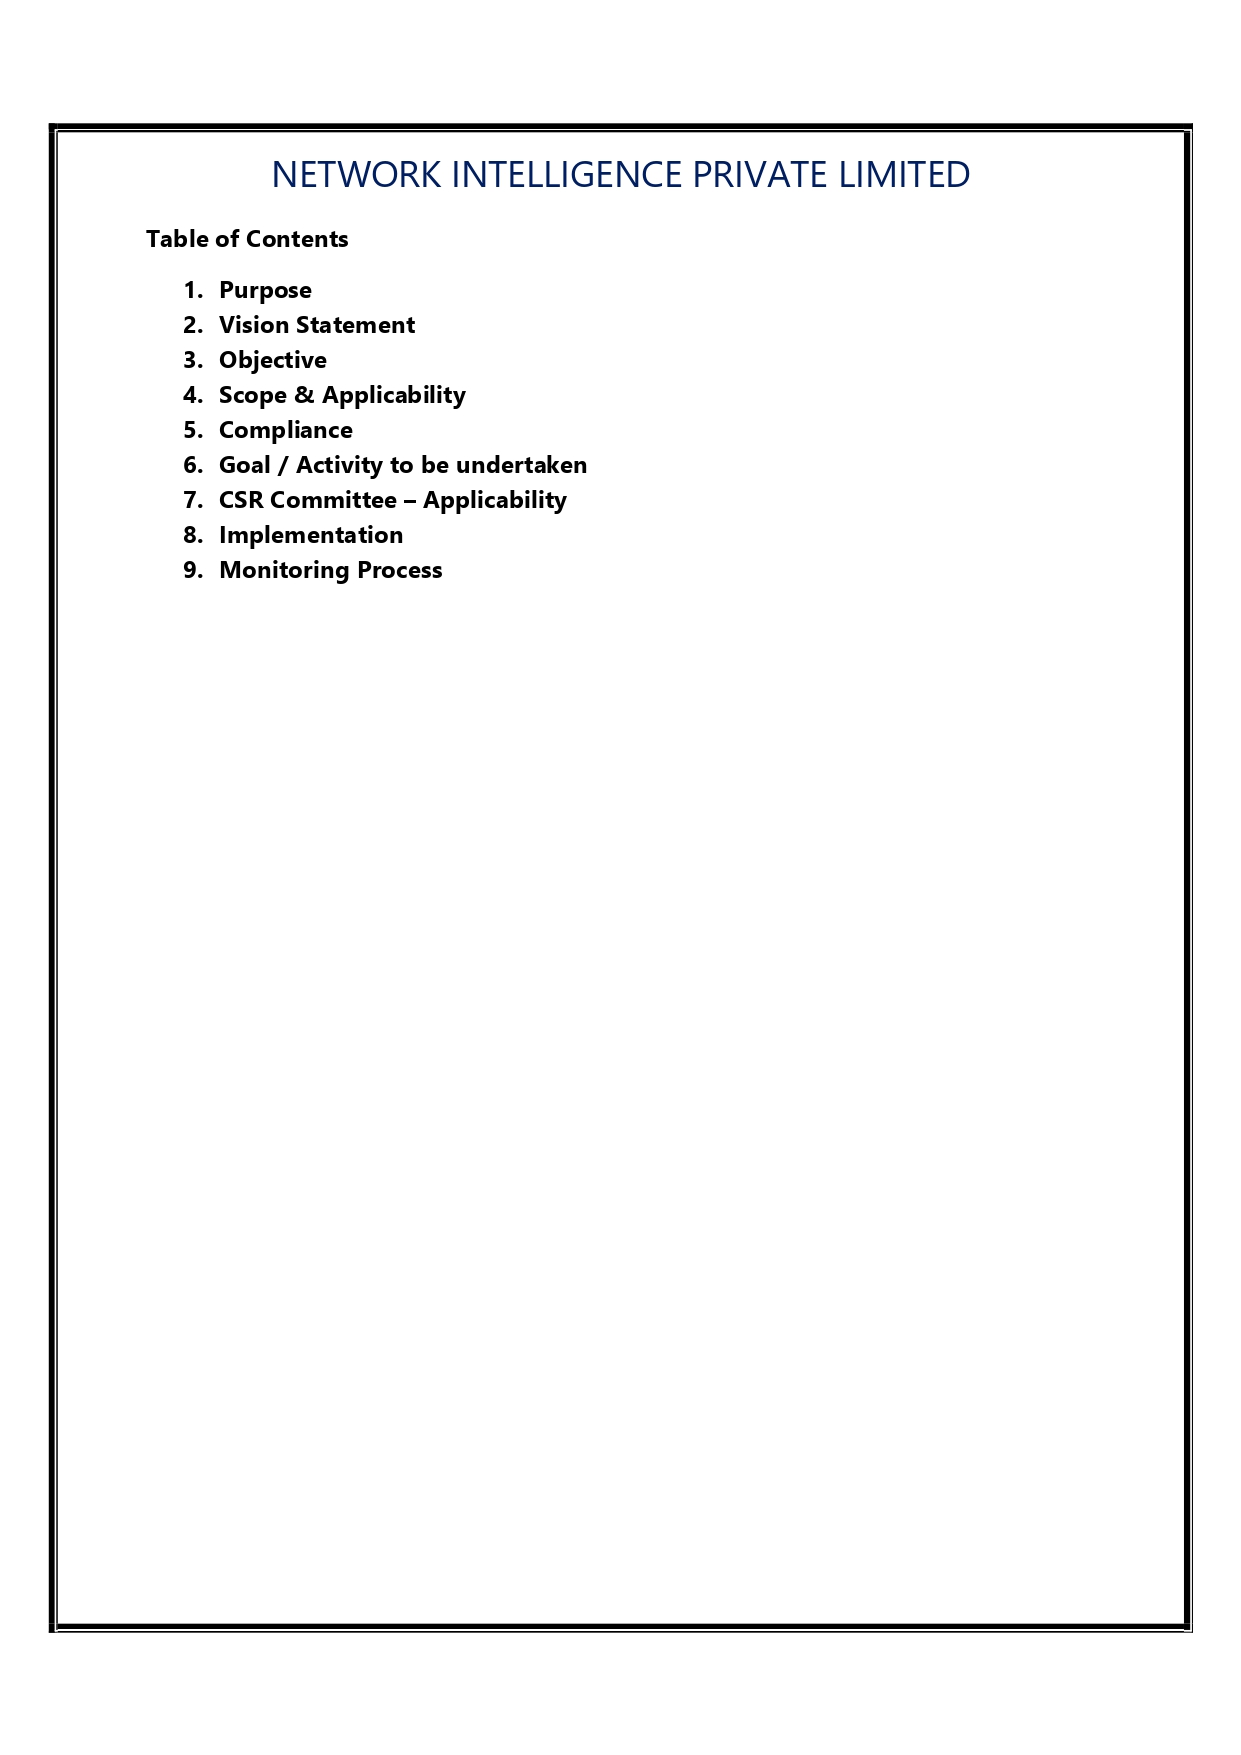 NETWORK INTELLIGENCE PRIVATE LIMITED
Table of Contents
1. Purpose
2. Vision Statement
3. Objective
4. Scope & Applicability
5. Compliance
6. Goal / Activity to be undertaken
7. CSR Committee – Applicability
8. Implementation
9. Monitoring Process